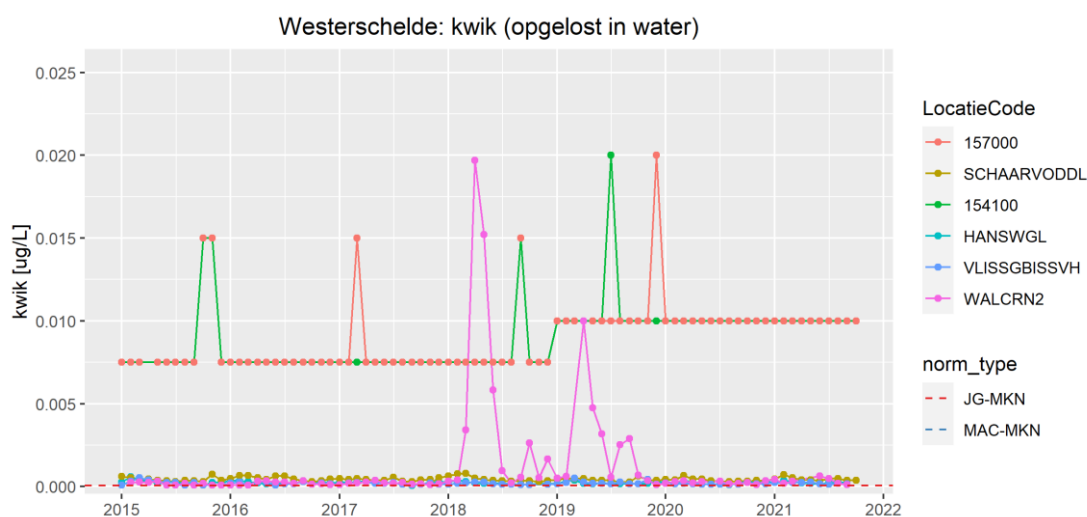 Westerschelde: kwik (opgelost in water)
kwik [ug/L]
0.025
0.020
0.015
0.010
0.005
0.000
2015 2016 2017 2018 2019 2020 2021 2022
LocatieCode
157000
SCHAARVODDL
154100
HANSWGL
VLISSGBISSVH
WALCRN2
norm_type
JG-MKN
MAC-MKN